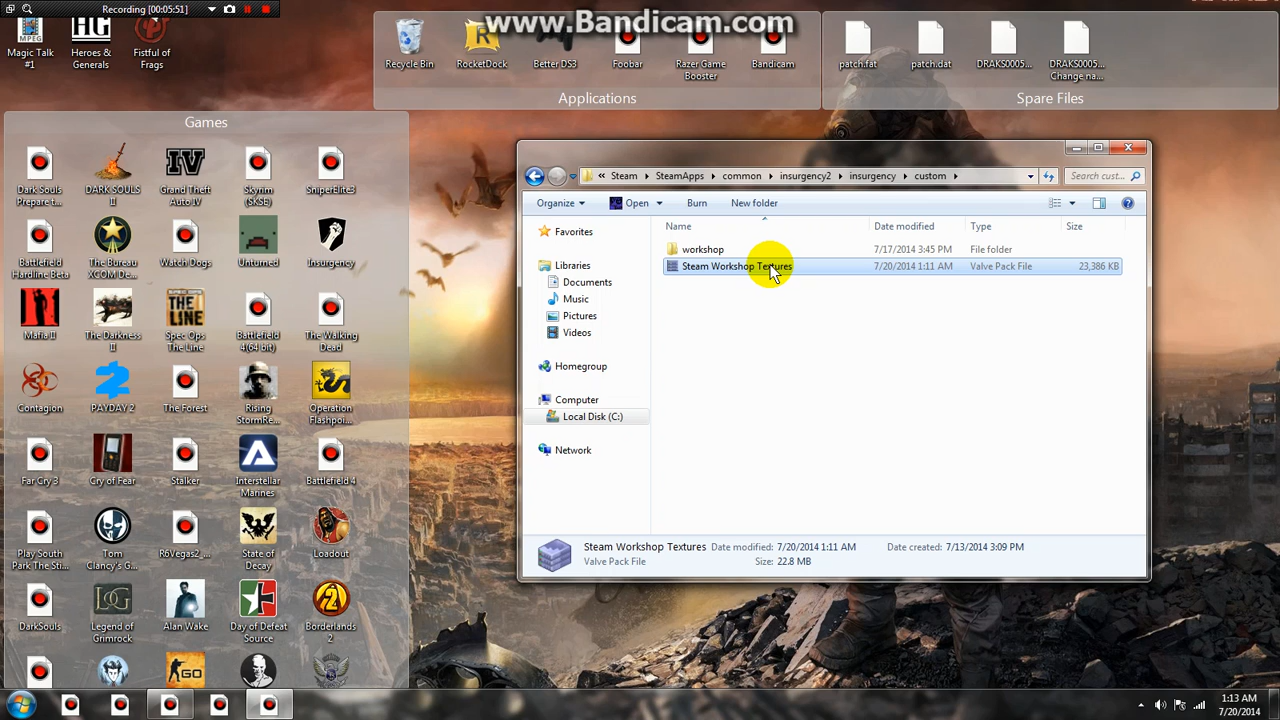 Recording [00:05:51]
www.Bandicam.com
Magic Talk
#1
Heroes &
Generals
Fistful of
Frags
Recycle Bin
RocketDock
Better DS3
Foobar
Razer Game
Booster
Bandicam
Applications
patch.fat
patch.dat
DRAKS0005...
DRAKS0005...
Change na...
Spare Files
Games
Dark Souls
Prepare t...
DARK SOULS
II
Grand Theft
Auto IV
Skyrim
(SKSE)
SniperElite3
Battlefield
Hardline Beta
The Bureau
XCOM De...
Watch Dogs
Unturned
Insurgency
Mafia II
The Darkness
II
Spec Ops
The Line
Battlefield
4(64 bit)
The Walking
Dead
Contagion
PAYDAY 2
The Forest
Rising
StormRe...
Operation
Flashpoi...
Far Cry 3
Cry of Fear
Stalker
Interstellar
Marines
Battlefield 4
Play South
Park The Sti...
Tom
Clancy's G...
R6Vegas2_...
State of
Decay
Loadout
DarkSouls
Legend of
Grimrock
Alan Wake
Day of Defeat
Source
Borderlands
2
GO
« Steam SteamApps common insurgency2 insurgency custom
Search cust...
Organize Open Burn New folder
Name Date modified Type Size
workshop 7/17/2014 3:45 PM File folder
Steam Workshop Textures 7/20/2014 1:11 AM Valve Pack File 23,386 KB
Favorites
Libraries
Documents
Music
Pictures
Videos
Homegroup
Computer
Local Disk (C:)
Network
Steam Workshop Textures Date modified: 7/20/2014 1:11 AM Date created: 7/13/2014 3:09 PM
Valve Pack File Size: 22.8 MB
1:13 AM
7/20/2014